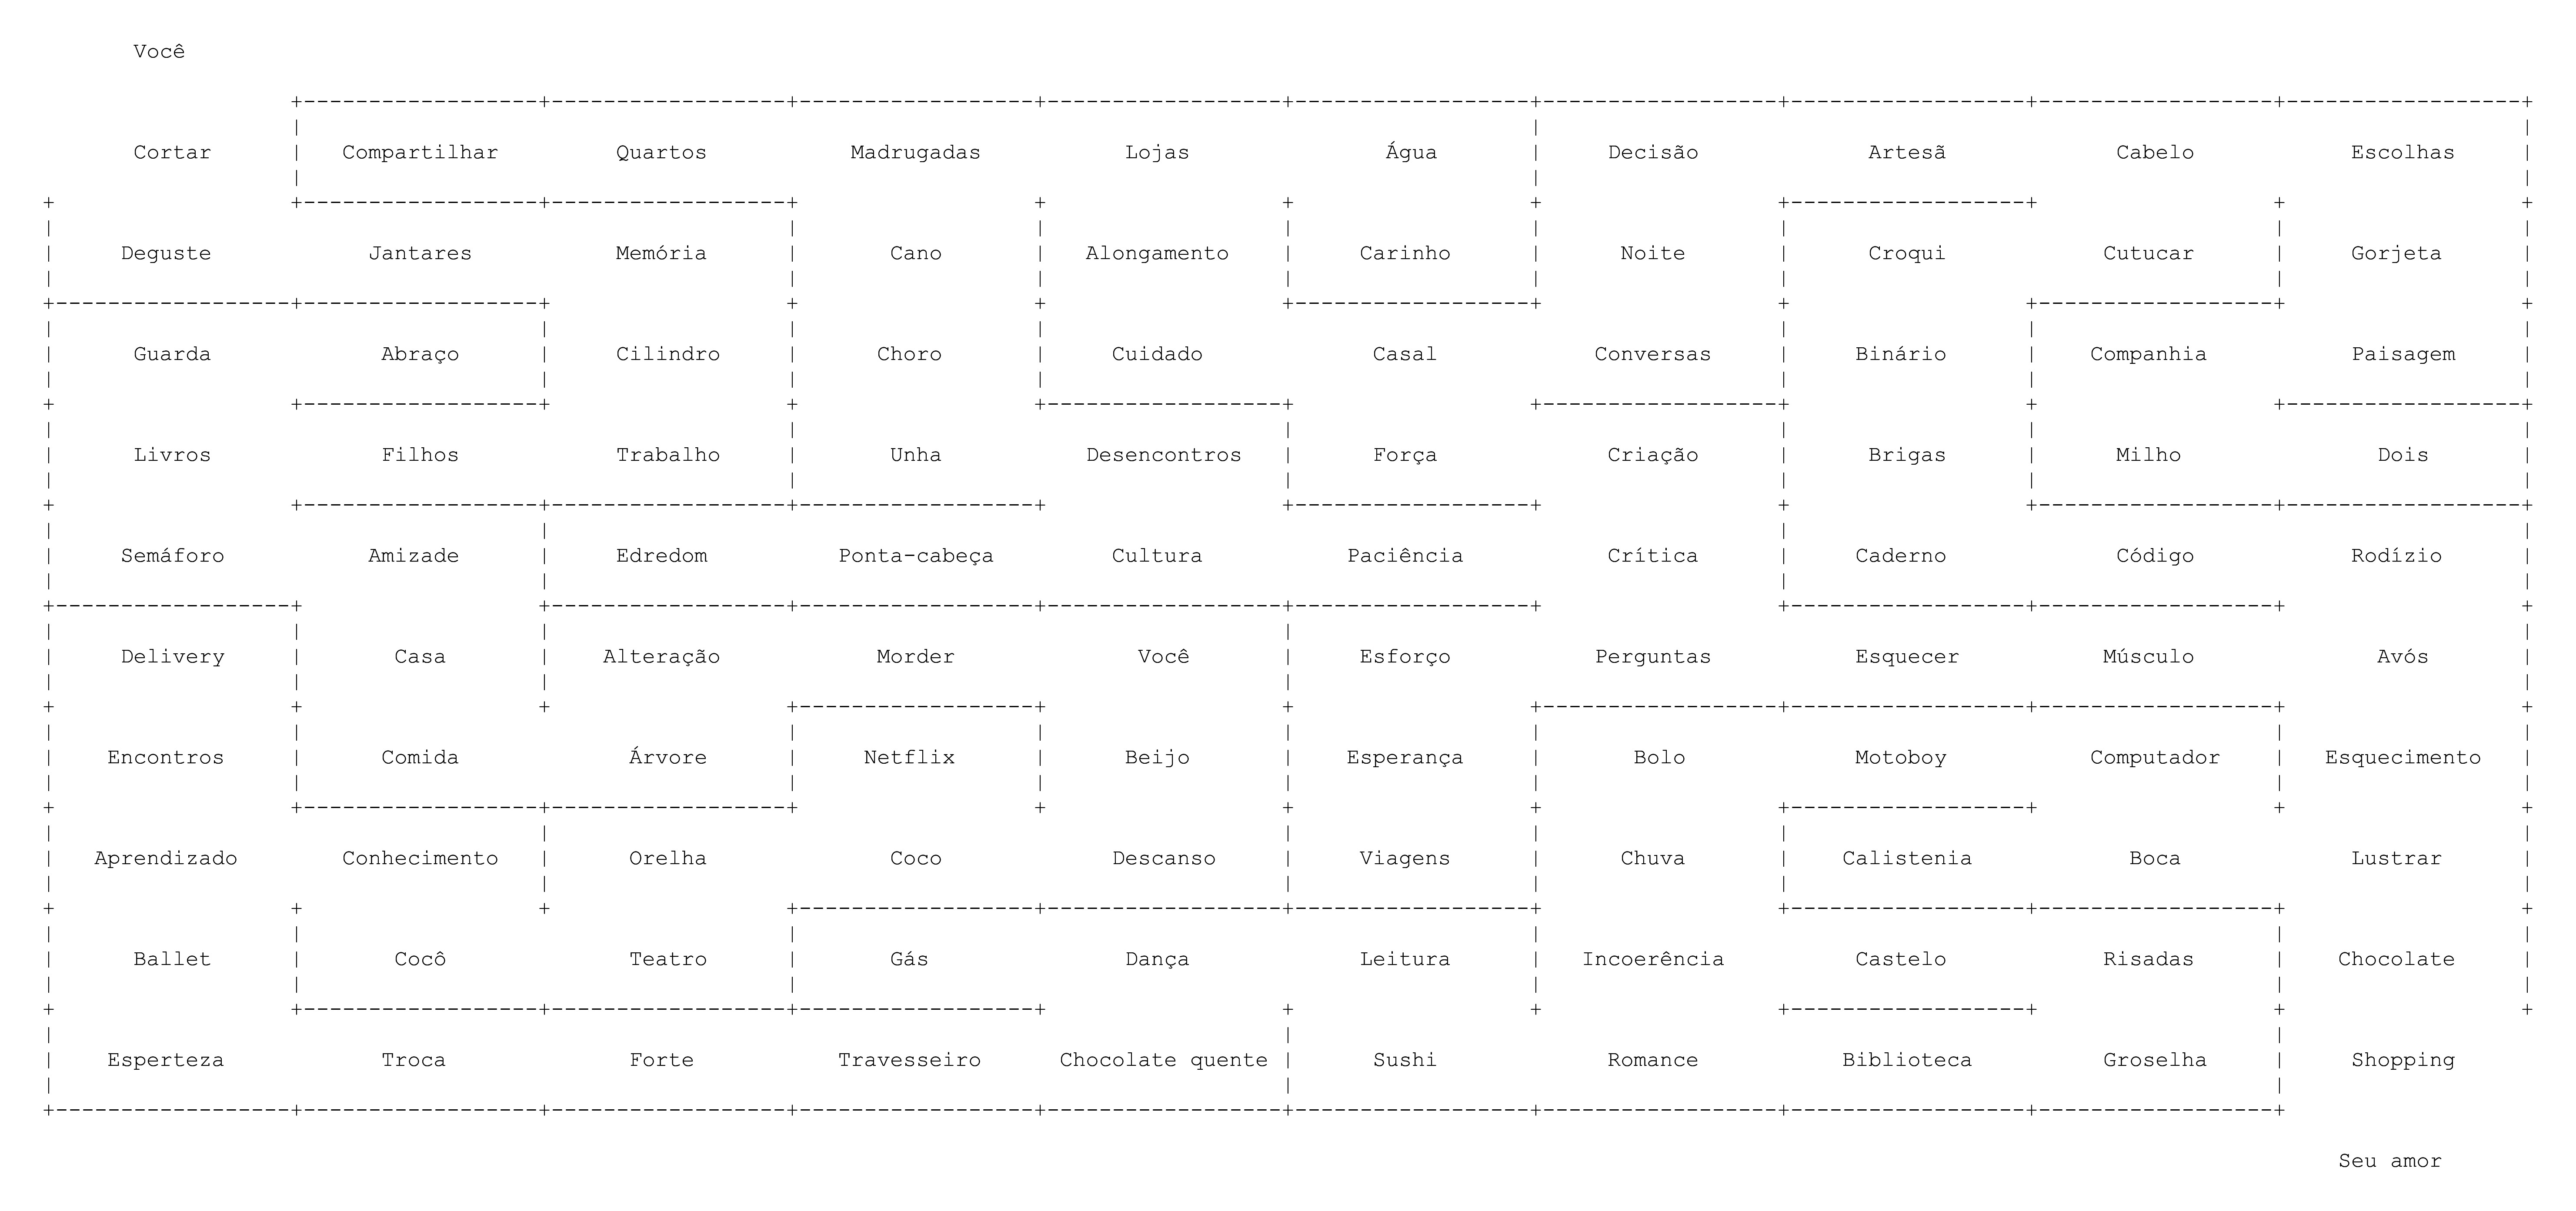 Você
Cortar Compartilhar Quartos Madrugadas Lojas Água Decisão Artesã Cabelo Escolhas
Deguste Jantares Memória Cano Alongamento Carinho Noite Croqui Cutucar Gorjeta
Guarda Abraço Cilindro Choro Cuidado Casal Conversas Binário Companhia Paisagem
Livros Filhos Trabalho Unha Desencontros Força Criação Brigas Milho Dois
Semáforo Amizade Edredom Ponta-cabeça Cultura Paciência Crítica Caderno Código Rodízio
Delivery Casa Alteração Morder Você Esforço Perguntas Esquecer Músculo Avós
Encontros Comida Árvore Netflix Beijo Esperança Bolo Motoboy Computador Esquecimento
Aprendizado Conhecimento Orelha Coco Descanso Viagens Chuva Calistenia Boca Lustrar
Ballet Cocô Teatro Gás Dança Leitura Incoerência Castelo Risadas Chocolate
Esperteza Troca Forte Travesseiro Chocolate quente Sushi Romance Biblioteca Groselha Shopping
Seu amor